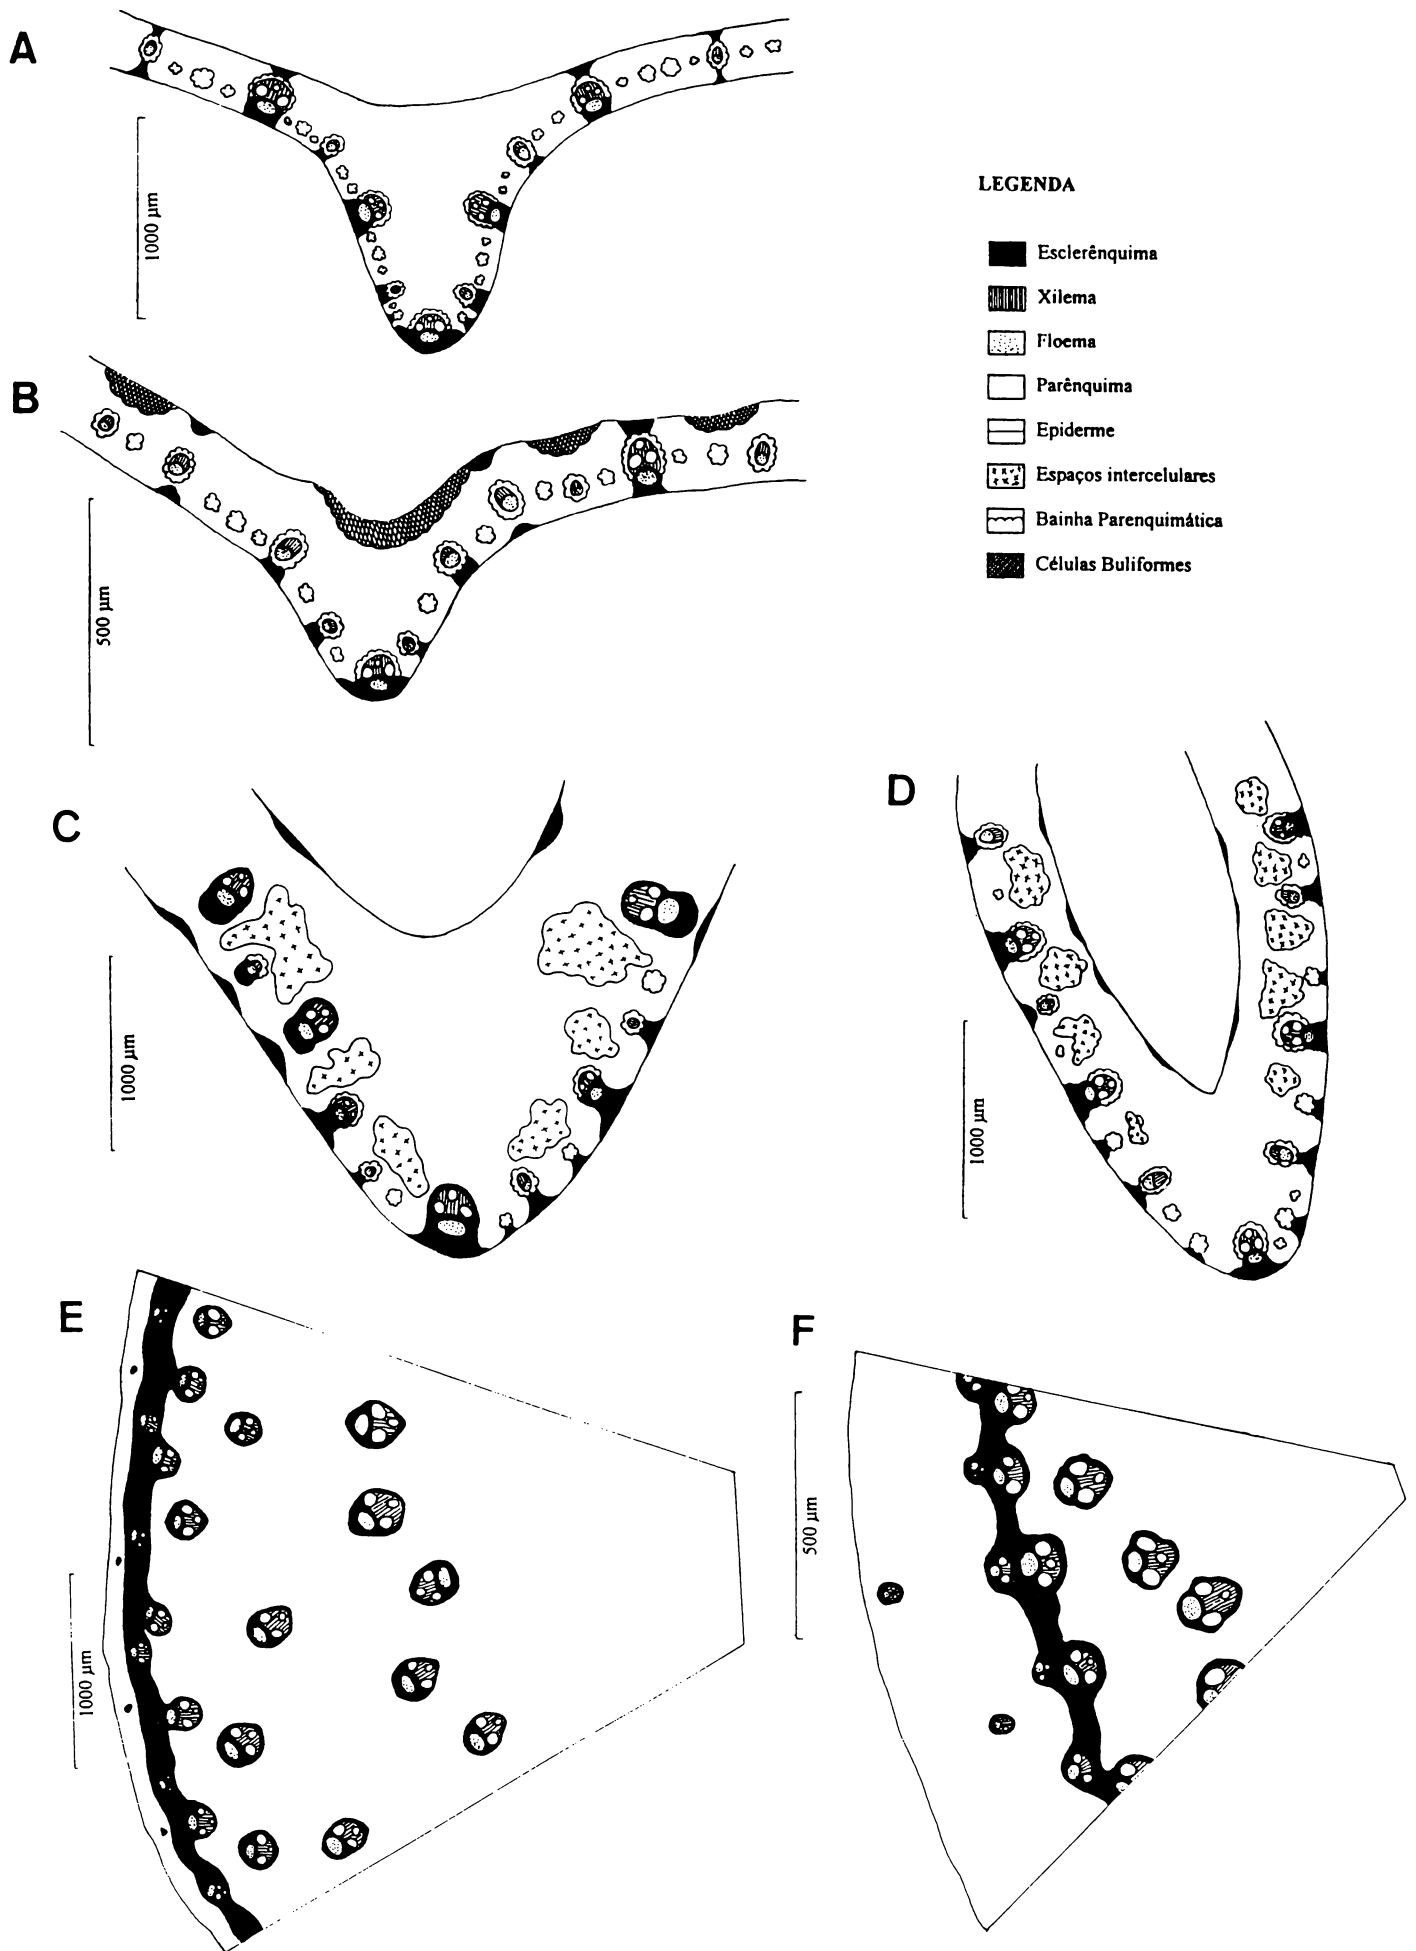 A
1000 µm
LEGENDA
Esclerênquima
Xilema
Floema
Parênquima
Epiderme
Espaços intercelulares
Bainha Parenquimática
Células Buliformes
B
500 µm
C
1000 µm
D
1000 µm
E
1000 µm
F
500 µm